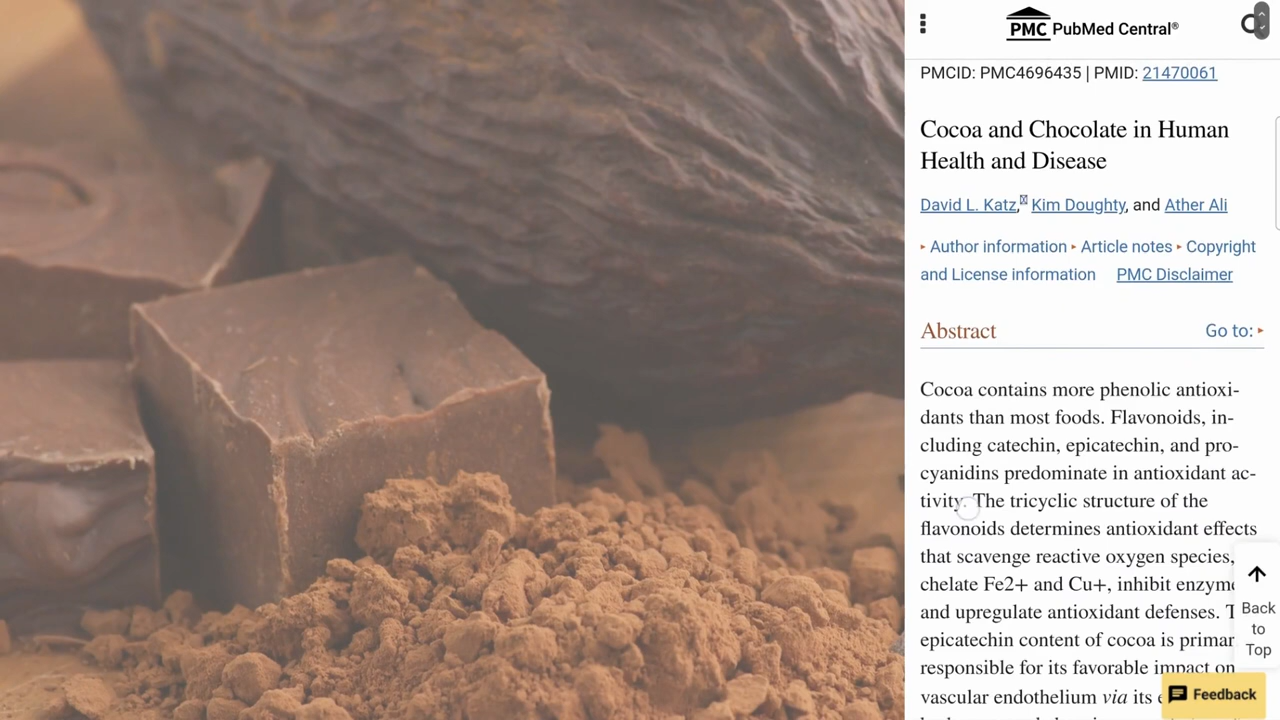 PMC PubMed Central®
PMCID: PMC4696435 | PMID: 21470061
Cocoa and Chocolate in Human
Health and Disease
David L. Katz, Kim Doughty, and Ather Ali
Author information Article notes Copyright
and License information PMC Disclaimer
Abstract Go to:
Cocoa contains more phenolic antioxi-
dants than most foods. Flavonoids, in-
cluding catechin, epicatechin, and pro-
cyanidins predominate in antioxidant ac-
tivity. The tricyclic structure of the
flavonoids determines antioxidant effects
that scavenge reactive oxygen species,
chelate Fe2+ and Cu+, inhibit enzyme
and upregulate antioxidant defenses.
epicatechin content of cocoa is
responsible for its favorable impact on
vascular endothelium via its
Back
to
Top
Feedback